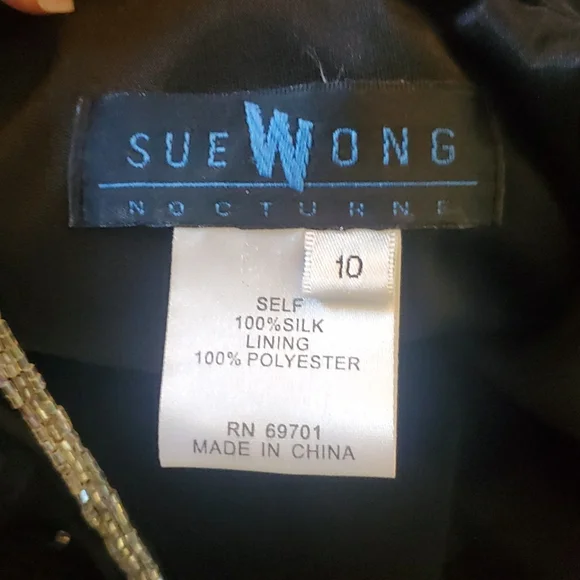 SUE WONG
NOCTURNE
10
SELF
100%SILK
LINING
100% POLYESTER
RN 69701
MADE IN CHINA